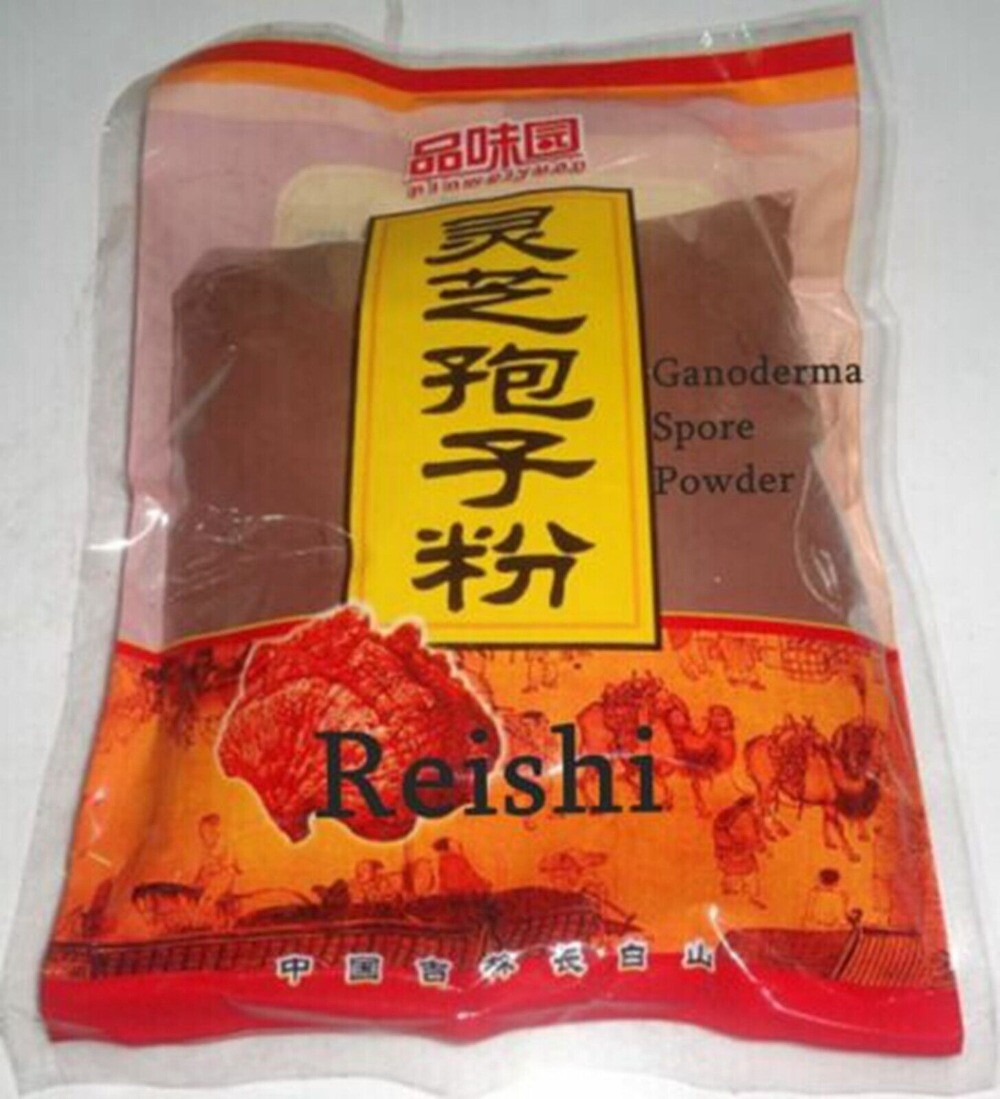 品味园
pinweiyuan
灵芝孢子粉
Ganoderma
Spore
Powder
Reishi
中国吉林长白山